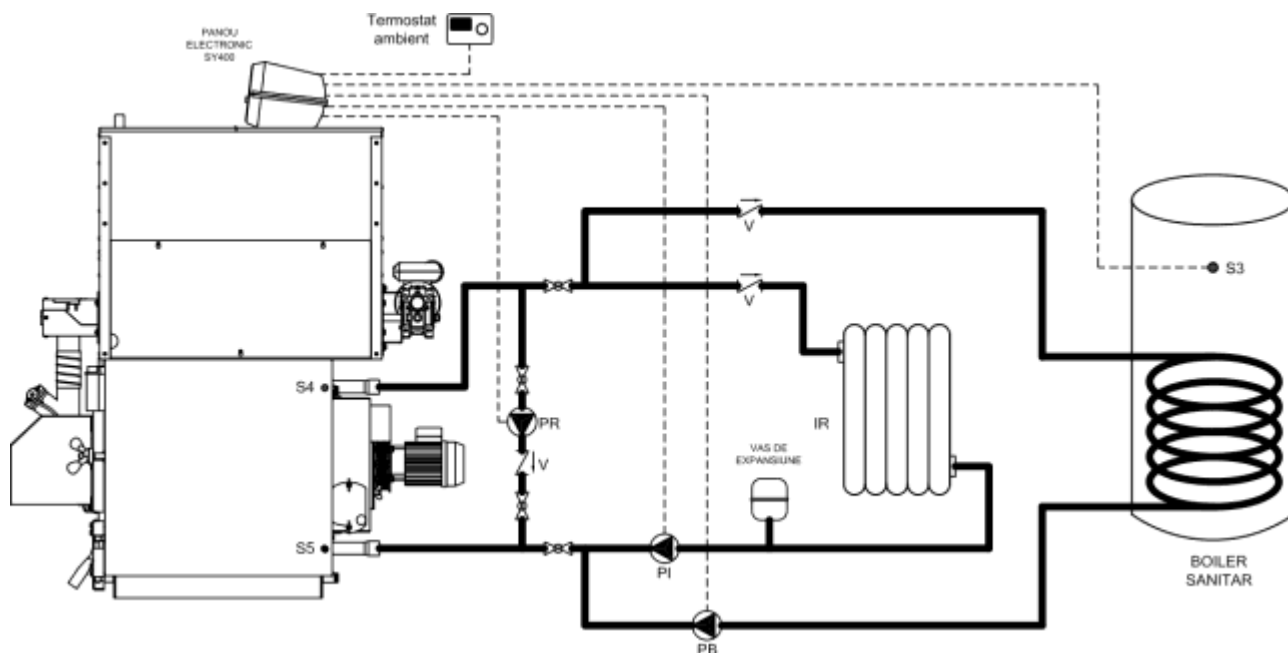 PANOU
ELECTRONIC
SY400
Termostat
ambient
V
S3
V
S4
PR
IR
V
VAS DE
EXPANSIUNE
S5
PI
BOILER
SANITAR
PB